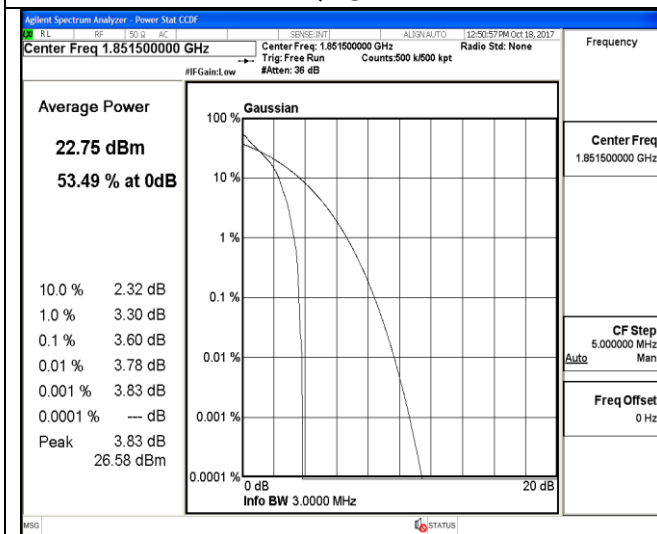 Agilent Spectrum Analyzer - Power Stat CCDF
RL RF 50 Ω AC SENSE:INT ALIGNAUTO 12:50:57 PM Oct 18, 2017
Center Freq 1.851500000 GHz
Center Freq: 1.851500000 GHz Radio Std: None
Trig: Free Run Counts:500 k/500 kpt
#IFGain:Low #Atten: 36 dB
Frequency
Average Power
22.75 dBm
53.49 % at 0dB
10.0 % 2.32 dB
1.0 % 3.30 dB
0.1 % 3.60 dB
0.01 % 3.78 dB
0.001 % 3.83 dB
0.0001 % --- dB
Peak 3.83 dB
26.58 dBm
Gaussian
100 %
10 %
1 %
0.1 %
0.01 %
0.001 %
0.0001 %
0 dB 20 dB
Info BW 3.0000 MHz
Center Freq
1.851500000 GHz
CF Step
5.000000 MHz
Auto Man
Freq Offset
0 Hz
MSG STATUS